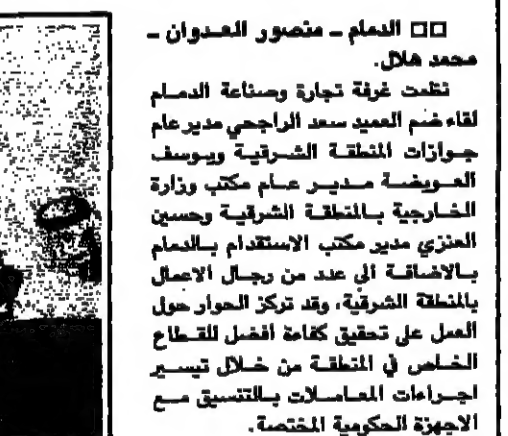 □□ الدمام ـ منصور العدوان ـ
محمد هلال.
نظمت غرفة تجارة وصناعة الدمام
لقاء ضم العميد سعد الراجحي مدير عام
جوازات المنطقة الشرقية ويوسف
العويضة مدير عام مكتب وزارة
الخارجية بالمنطقة الشرقية وحسين
العنزي مدير مكتب الاستقدام بالدمام
بالاضافة الى عدد من رجال الاعمال
بالمنطقة الشرقية، وقد تركز الحوار حول
العمل على تحقيق كفاءة أفضل للقطاع
الخاص في المنطقة من خلال تيسير
اجراءات المعاملات بالتنسيق مع
الاجهزة الحكومية المختصة.